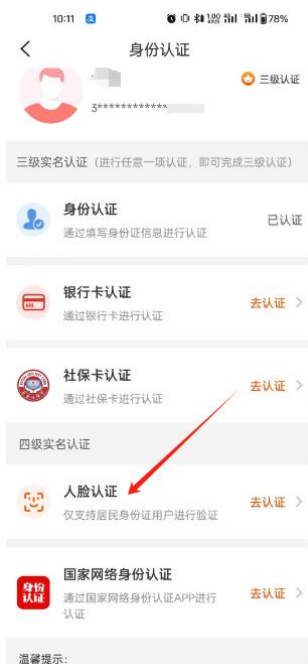 10:11 78%
身份认证
三级认证
3************
三级实名认证（进行任意一项认证，即可完成三级认证）
身份认证
通过填写身份证信息进行认证
已认证
银行卡认证
通过银行卡进行认证
去认证
社保卡认证
通过社保卡进行认证
去认证
四级实名认证
人脸认证
仅支持居民身份证用户进行验证
去认证
身份
认证
国家网络身份认证
通过国家网络身份认证APP进行
认证
去认证
温馨提示：